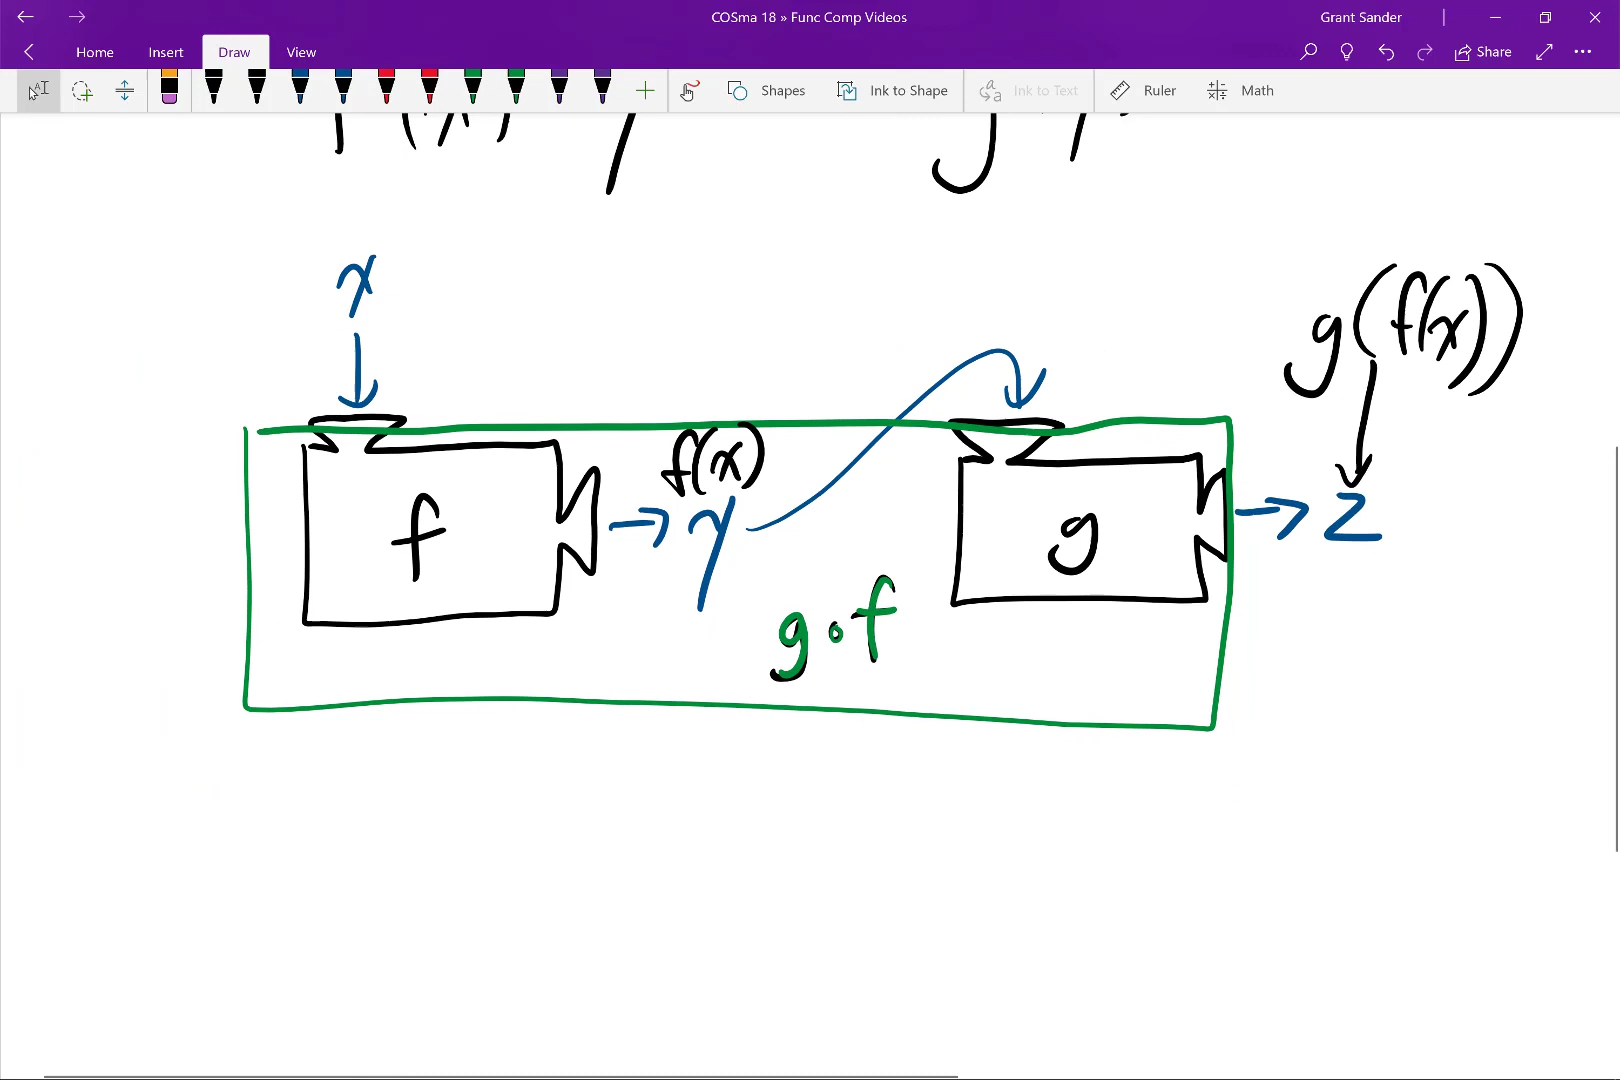 COSma 18 » Func Comp Videos
Grant Sander
Home Insert Draw View
Share
Shapes
Ink to Shape
Ink to Text
Ruler
Math
x
g(f(x))
f(x)
f
y
g
z
g∘f